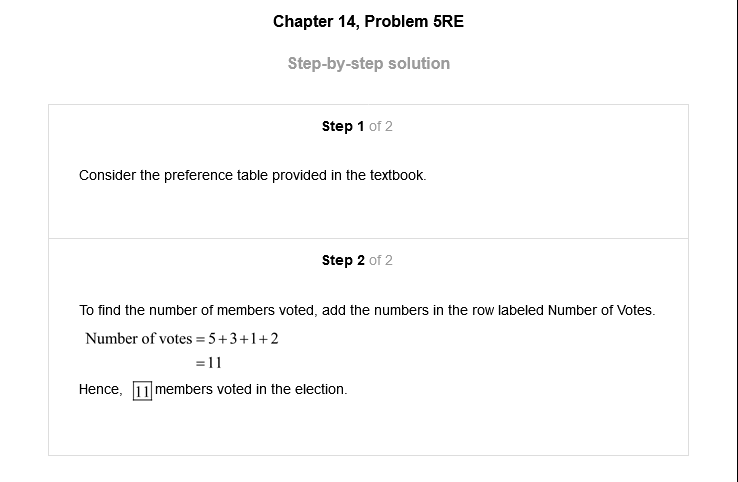 Chapter 14, Problem 5RE
Step-by-step solution
Step 1 of 2
Consider the preference table provided in the textbook.
Step 2 of 2
To find the number of members voted, add the numbers in the row labeled Number of Votes.
Number of votes = 5+3+1+2
=11
Hence, 11 members voted in the election.